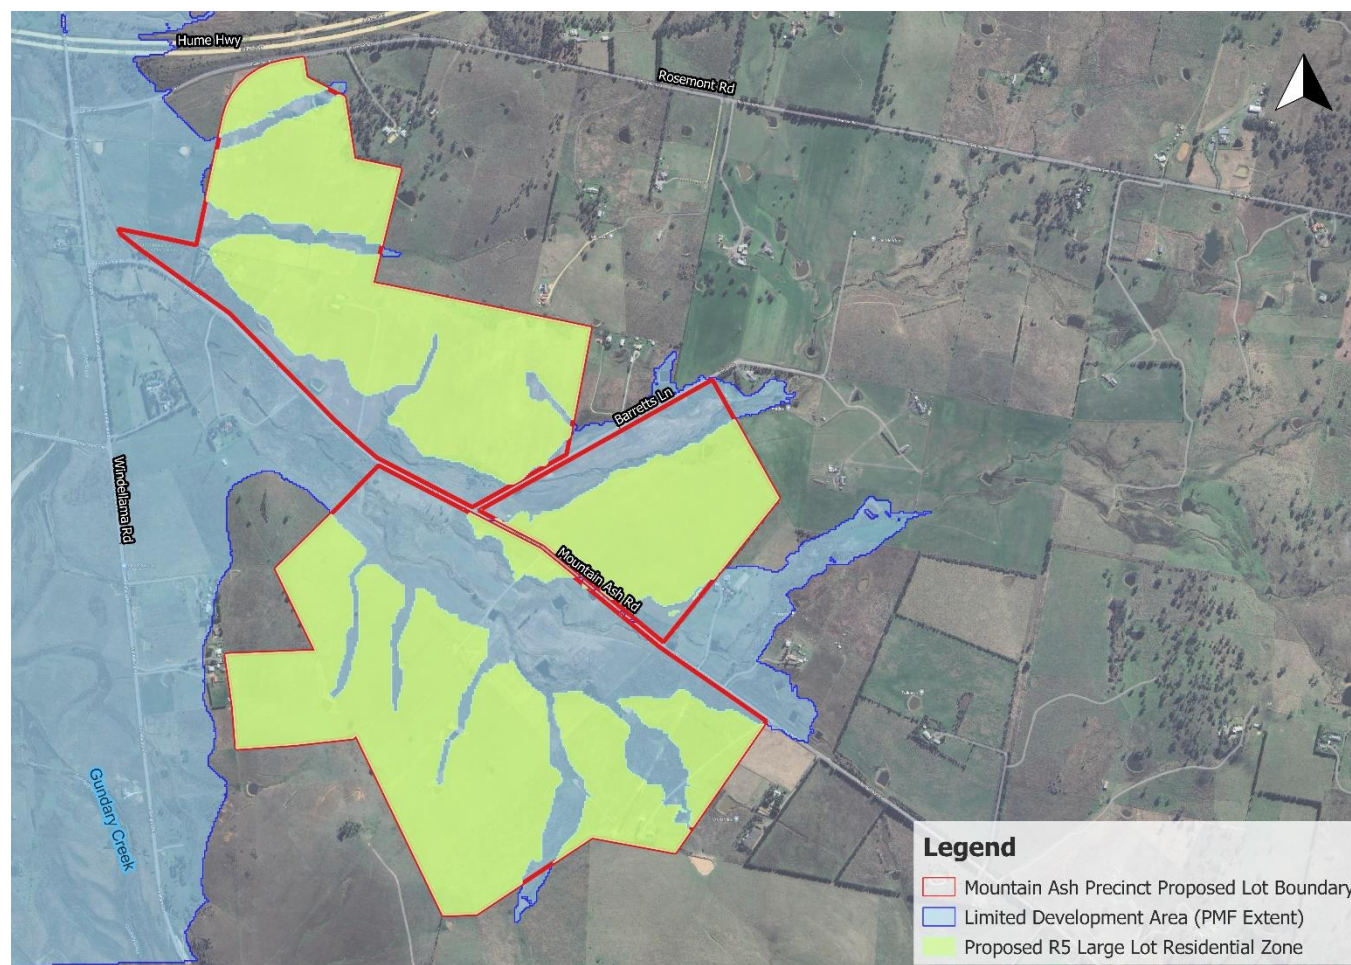 Hume Hwy
Rosemont Rd
Barretts Ln
Windellama Rd
Mountain Ash Rd
Gundary Creek
Legend
Mountain Ash Precinct Proposed Lot Boundary
Limited Development Area (PMF Extent)
Proposed R5 Large Lot Residential Zone